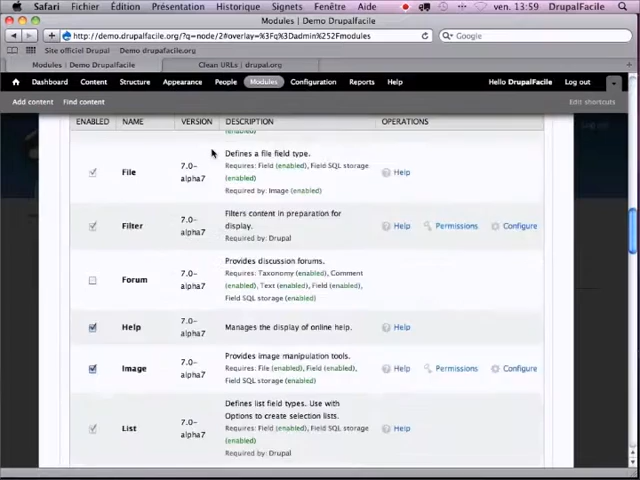 Safari Fichier Édition Présentation Historique Signets Fenêtre Aide ven. 13:59 DrupalFacile
Modules | Demo Drupalfacile
http://demo.drupalfacile.org/?q=node/2#overlay=%3Fq%3Dadmin%252Fmodules
Google
Site officiel Drupal Demo drupalfacile.org
Modules | Demo Drupalfacile Clean URLs | drupal.org
Dashboard Content Structure Appearance People Modules Configuration Reports Help Hello DrupalFacile Log out
Add content Find content Edit shortcuts
Log out
ENABLED NAME VERSION DESCRIPTION OPERATIONS
(enabled)
File 7.0-alpha7 Defines a file field type. Help
Requires: Field (enabled), Field SQL storage
(enabled)
Required by: Image (enabled)
Filter 7.0-alpha7 Filters content in preparation for Help Permissions Configure
display.
Required by: Drupal
Forum 7.0-alpha7 Provides discussion forums.
Requires: Taxonomy (enabled), Comment
(enabled), Text (enabled), Field (enabled),
Field SQL storage (enabled)
Help 7.0-alpha7 Manages the display of online help. Help
Image 7.0-alpha7 Provides image manipulation tools. Help Permissions Configure
Requires: File (enabled), Field (enabled),
Field SQL storage (enabled)
List 7.0-alpha7 Defines list field types. Use with Help
Options to create selection lists.
Requires: Field (enabled), Field SQL storage
(enabled)
Required by: Drupal